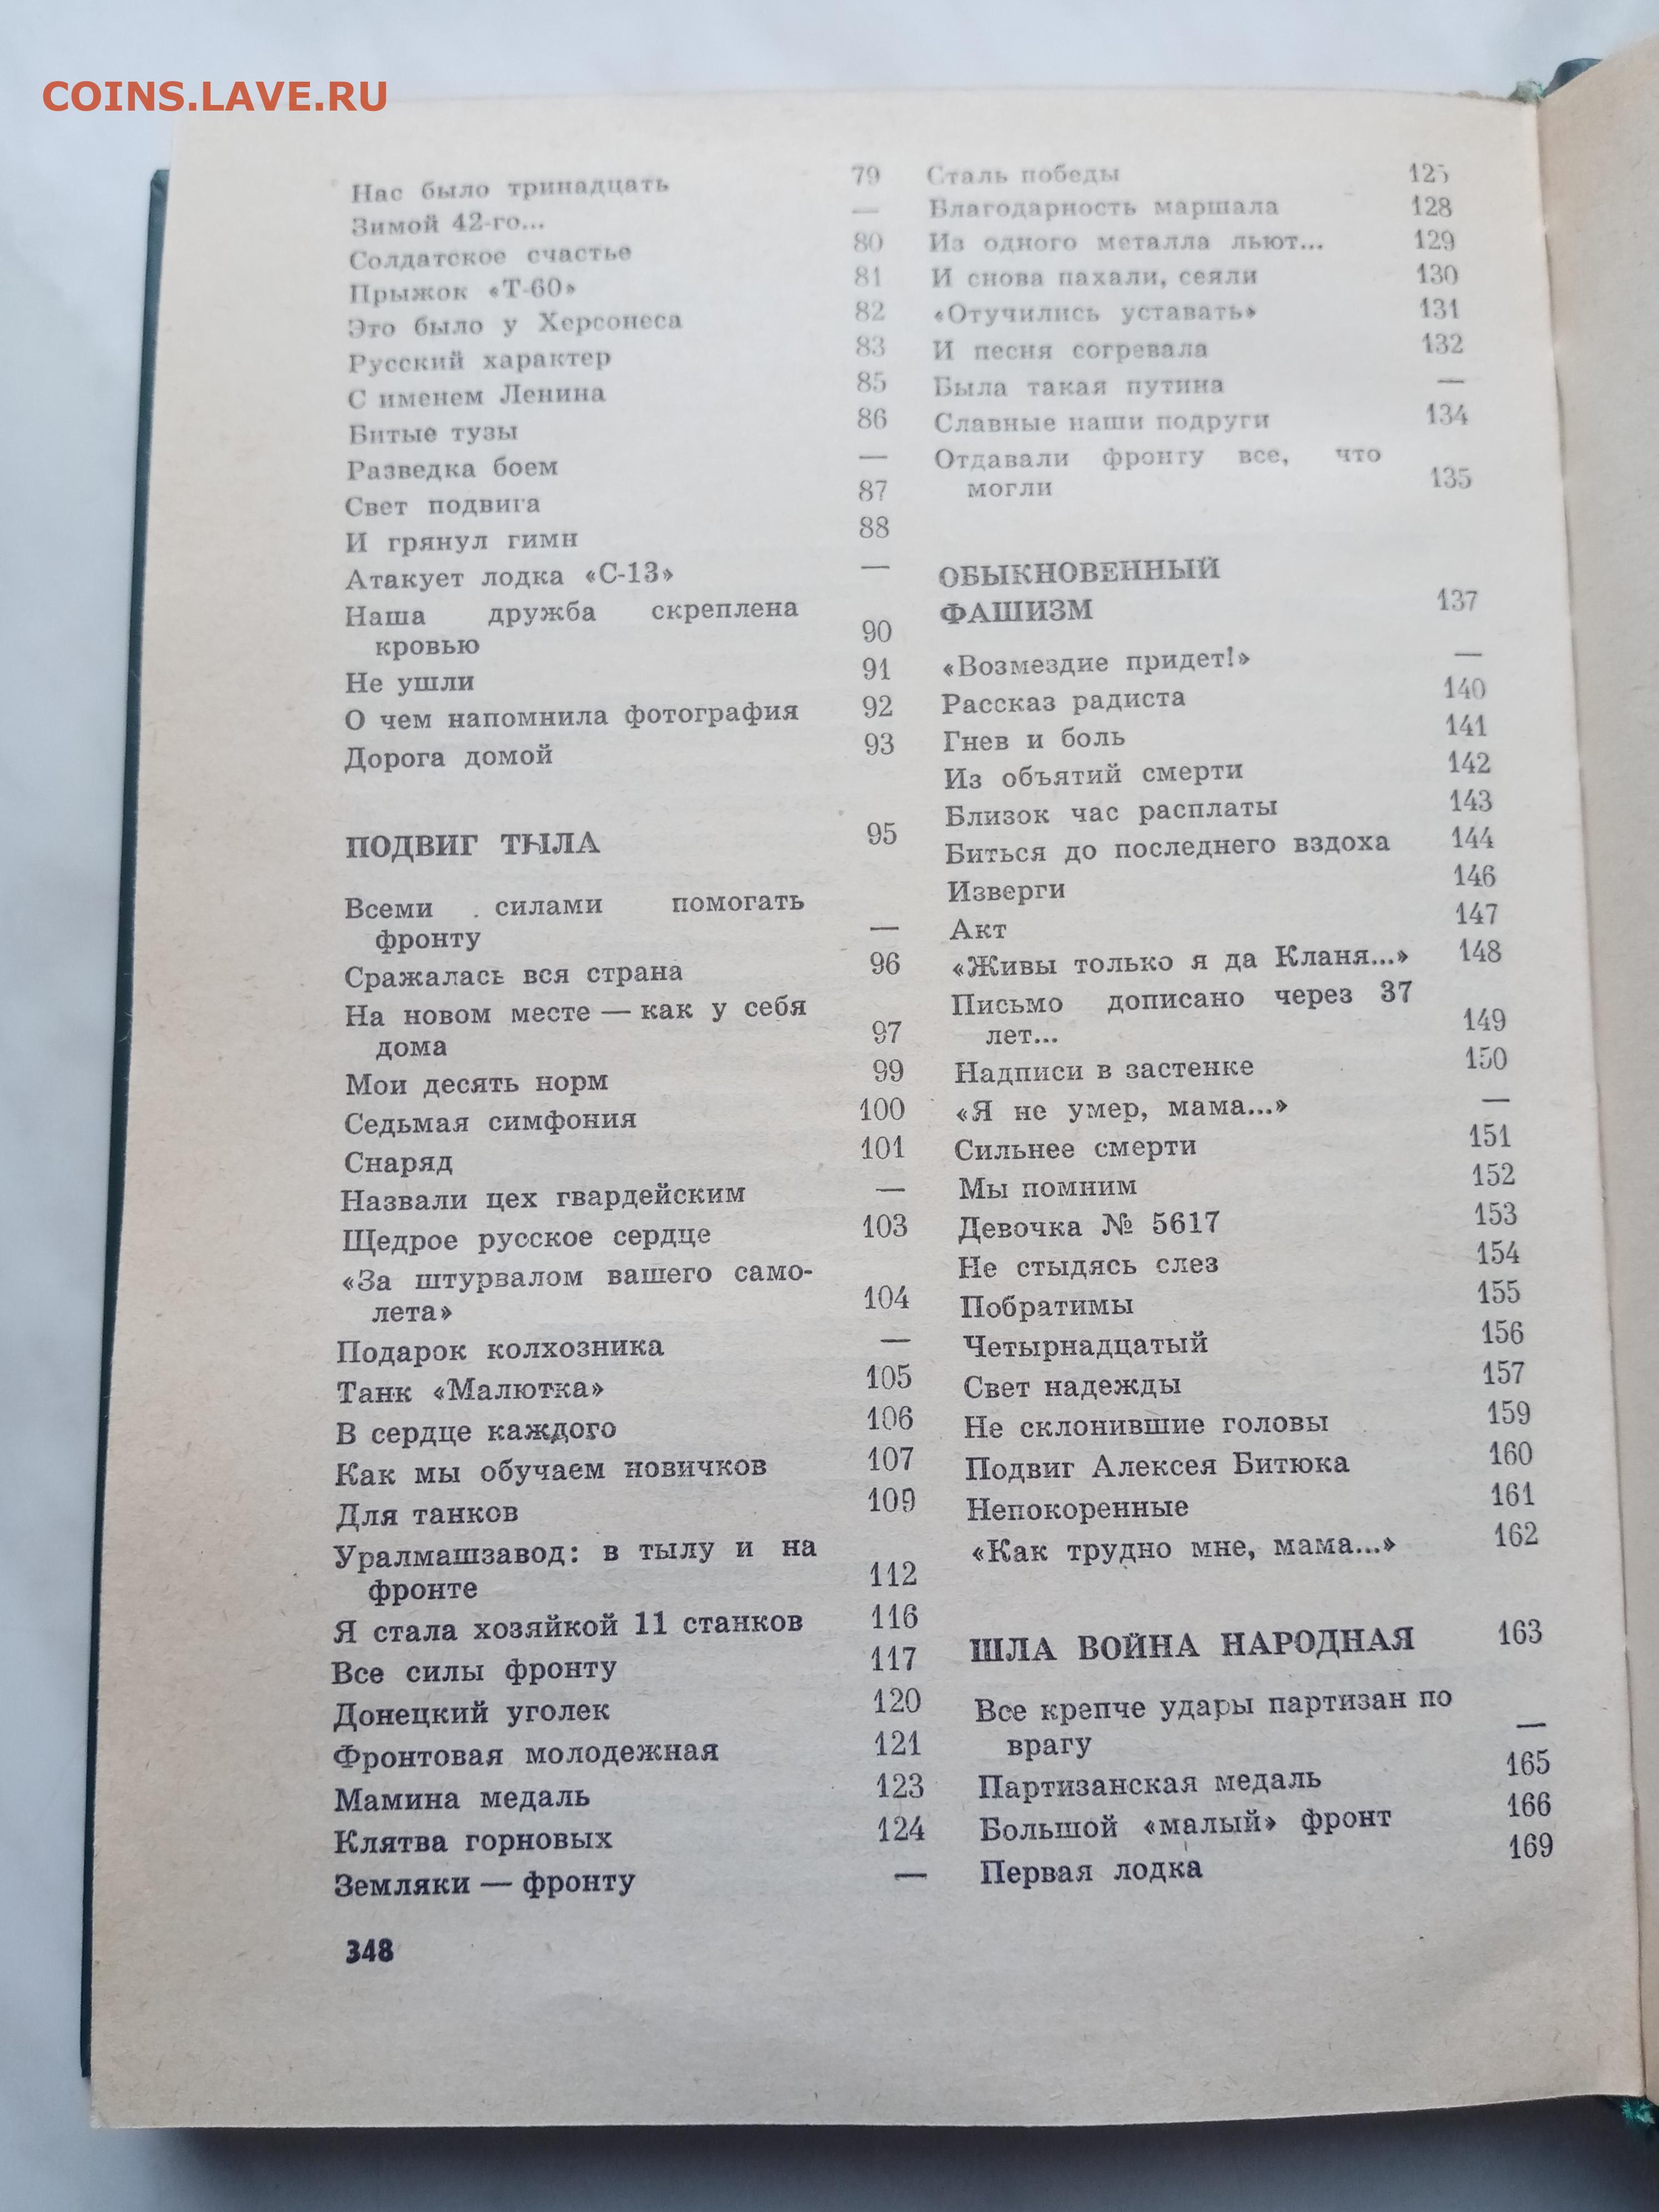 COINS.LAVE.RU
Нас было тринадцать 79
Зимой 42-го... —
Солдатское счастье 80
Прыжок «Т-60» 81
Это было у Херсонеса 82
Русский характер 83
С именем Ленина 85
Битые тузы 86
Разведка боем —
Свет подвига 87
И грянул гимн 88
Атакует лодка «С-13» —
Наша дружба скреплена
кровью 90
Не ушли 91
О чем напомнила фотография 92
Дорога домой 93
ПОДВИГ ТЫЛА 95
Всеми силами помогать
фронту —
Сражалась вся страна 96
На новом месте — как у себя
дома 97
Мои десять норм 99
Седьмая симфония 100
Снаряд 101
Назвали цех гвардейским —
Щедрое русское сердце 103
«За штурвалом вашего само-
лета» 104
Подарок колхозника —
Танк «Малютка» 105
В сердце каждого 106
Как мы обучаем новичков 107
Для танков 109
Уралмашзавод: в тылу и на
фронте 112
Я стала хозяйкой 11 станков 116
Все силы фронту 117
Донецкий уголек 120
Фронтовая молодежная 121
Мамина медаль 123
Клятва горновых 124
Земляки — фронту —
348
Сталь победы 125
Благодарность маршала 128
Из одного металла льют... 129
И снова пахали, сеяли 130
«Отучились уставать» 131
И песня согревала 132
Была такая путина —
Славные наши подруги 134
Отдавали фронту все, что
могли 135
ОБЫКНОВЕННЫЙ
ФАШИЗМ 137
«Возмездие придет!» —
Рассказ радиста 140
Гнев и боль 141
Из объятий смерти 142
Близок час расплаты 143
Биться до последнего вздоха 144
Изверги 146
Акт 147
«Живы только я да Кланя...» 148
Письмо дописано через 37
лет... 149
Надписи в застенке 150
«Я не умер, мама...» —
Сильнее смерти 151
Мы помним 152
Девочка № 5617 153
Не стыдясь слез 154
Побратимы 155
Четырнадцатый 156
Свет надежды 157
Не склонившие головы 159
Подвиг Алексея Битюка 160
Непокоренные 161
«Как трудно мне, мама...» 162
ШЛА ВОЙНА НАРОДНАЯ 163
Все крепче удары партизан по
врагу —
Партизанская медаль 165
Большой «малый» фронт 166
Первая лодка 169